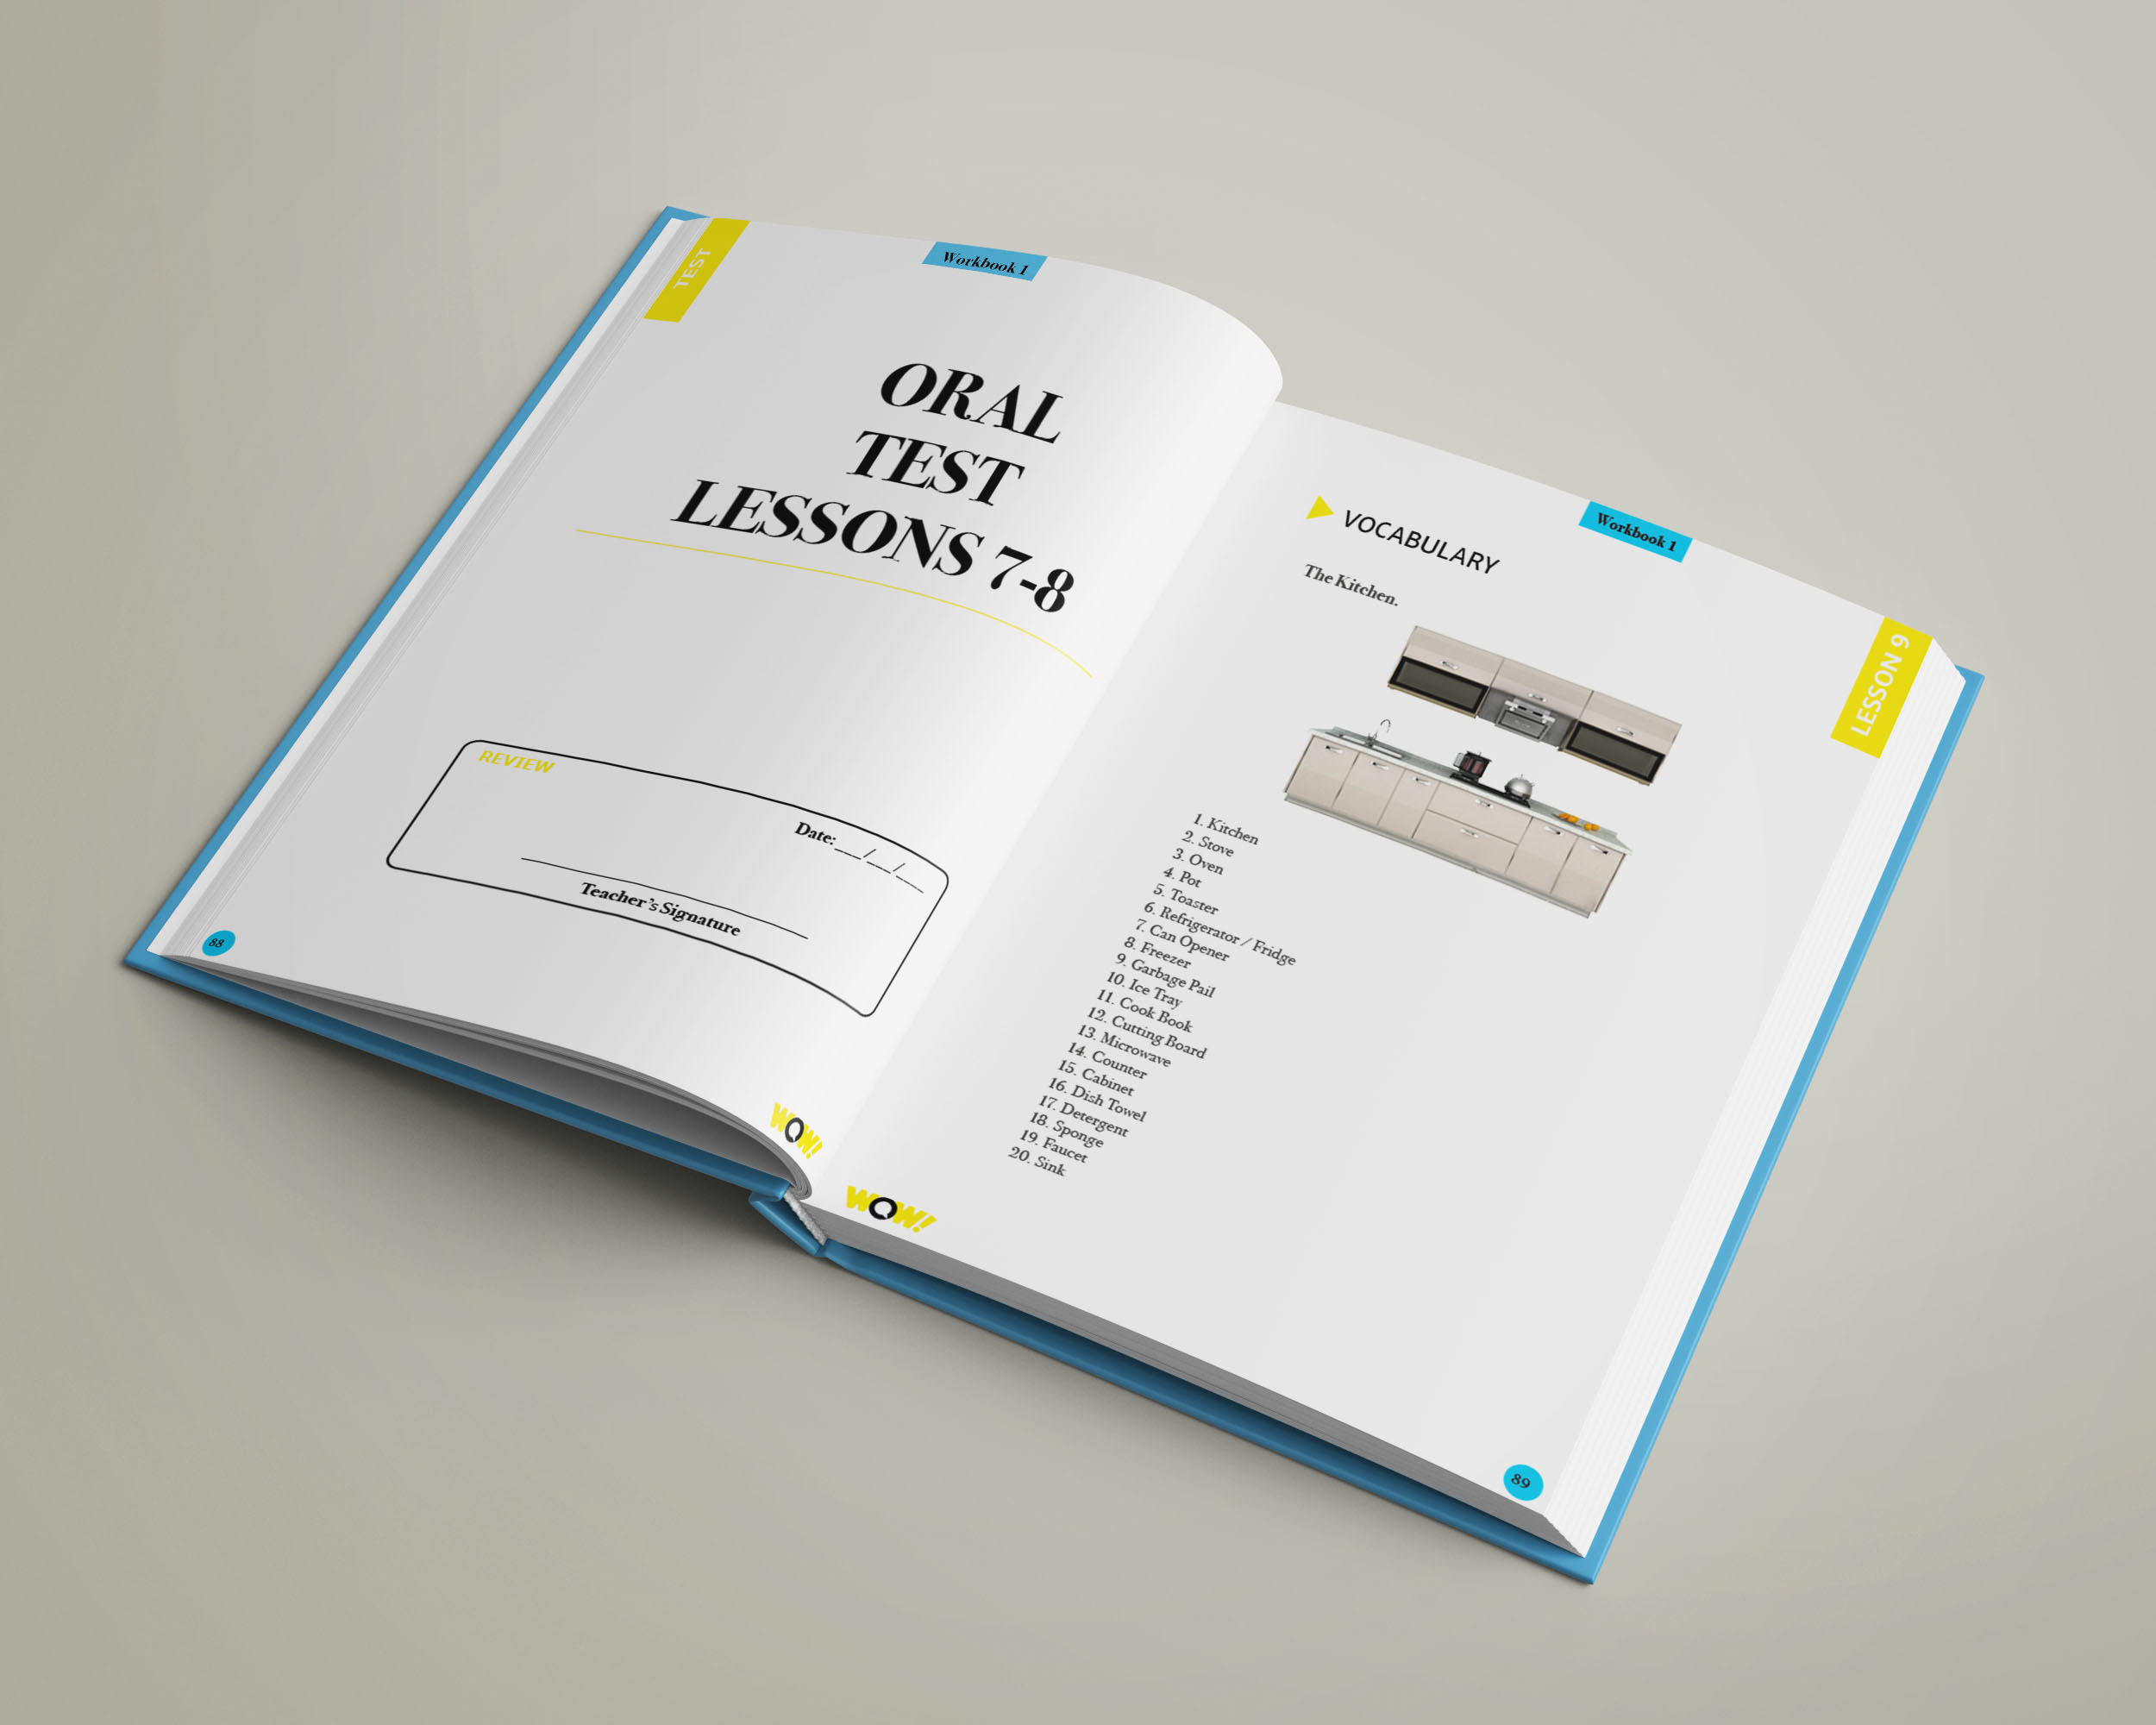 TEST
Workbook 1
ORAL
TEST
LESSONS 7-8
REVIEW
Date: ___/___/___
Teacher's Signature
88
WOW!
Workbook 1
LESSON 9
VOCABULARY
The Kitchen.
1. Kitchen
2. Stove
3. Oven
4. Pot
5. Toaster
6. Refrigerator / Fridge
7. Can Opener
8. Freezer
9. Garbage Pail
10. Ice Tray
11. Cook Book
12. Cutting Board
13. Microwave
14. Counter
15. Cabinet
16. Dish Towel
17. Detergent
18. Sponge
19. Faucet
20. Sink
WOW!
89